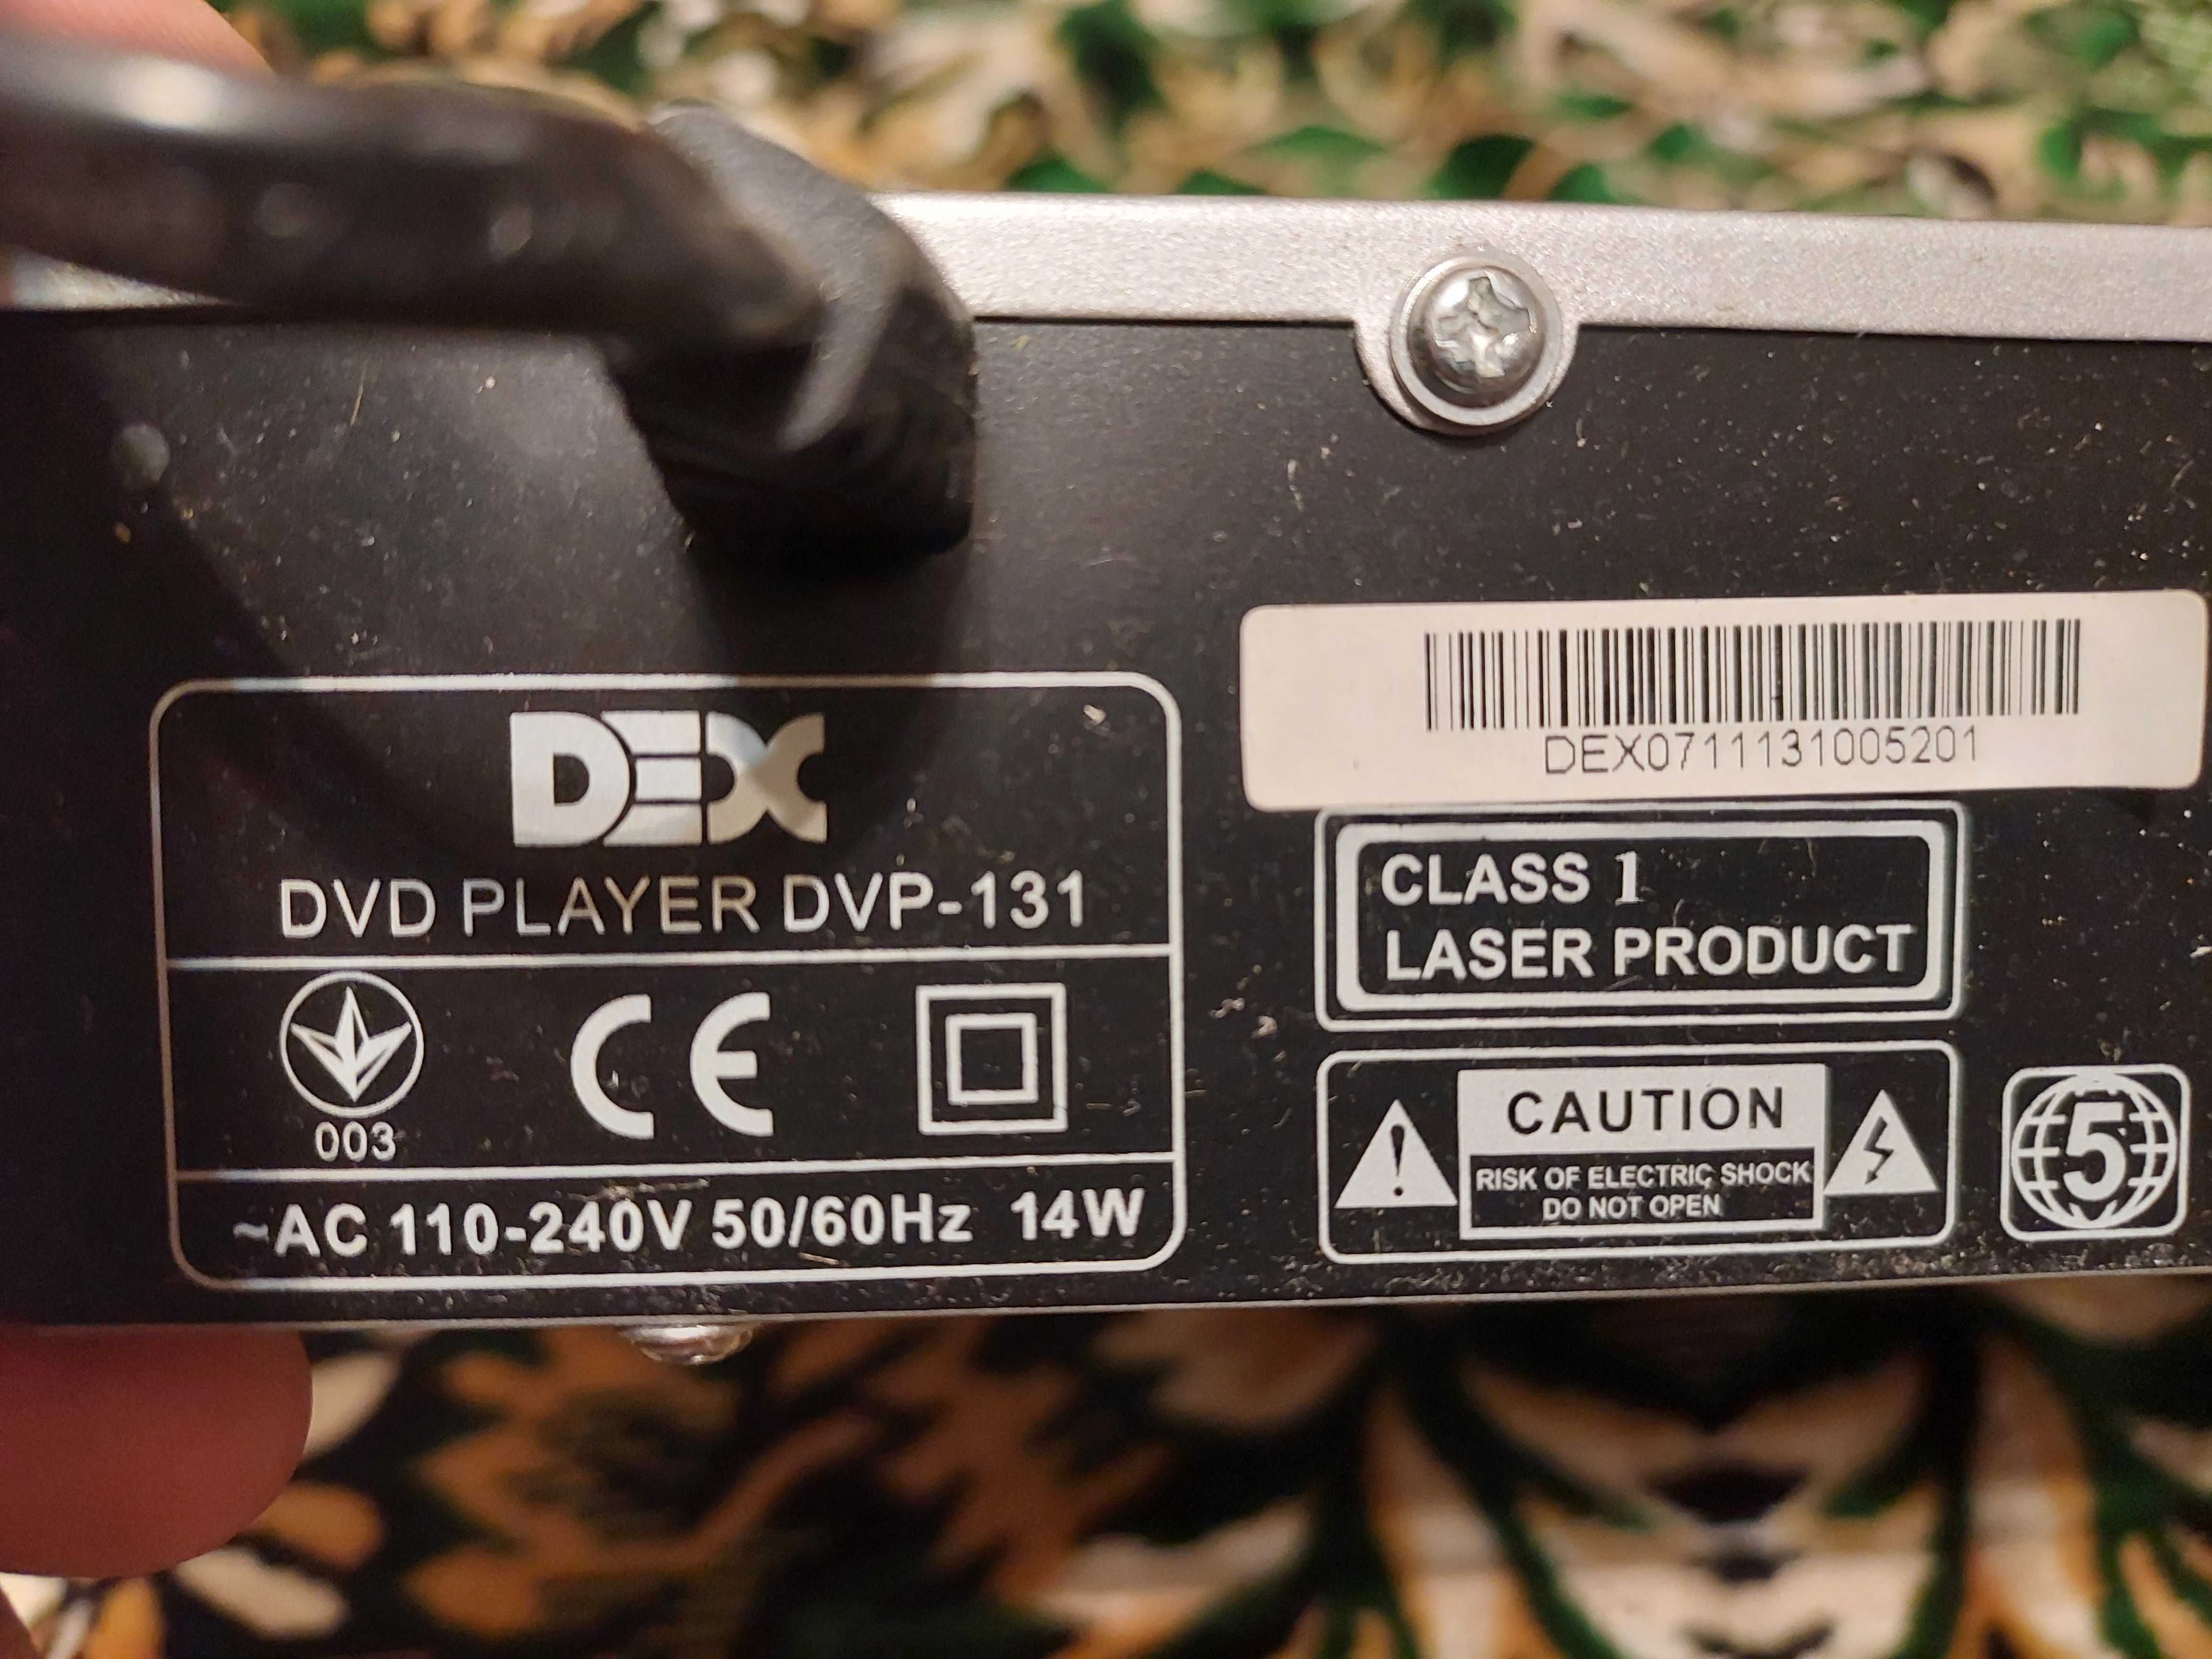 DEX
DVD PLAYER DVP-131
003
CE
~AC 110-240V 50/60Hz 14W
DEX0711131005201
CLASS 1
LASER PRODUCT
CAUTION
RISK OF ELECTRIC SHOCK
DO NOT OPEN
5